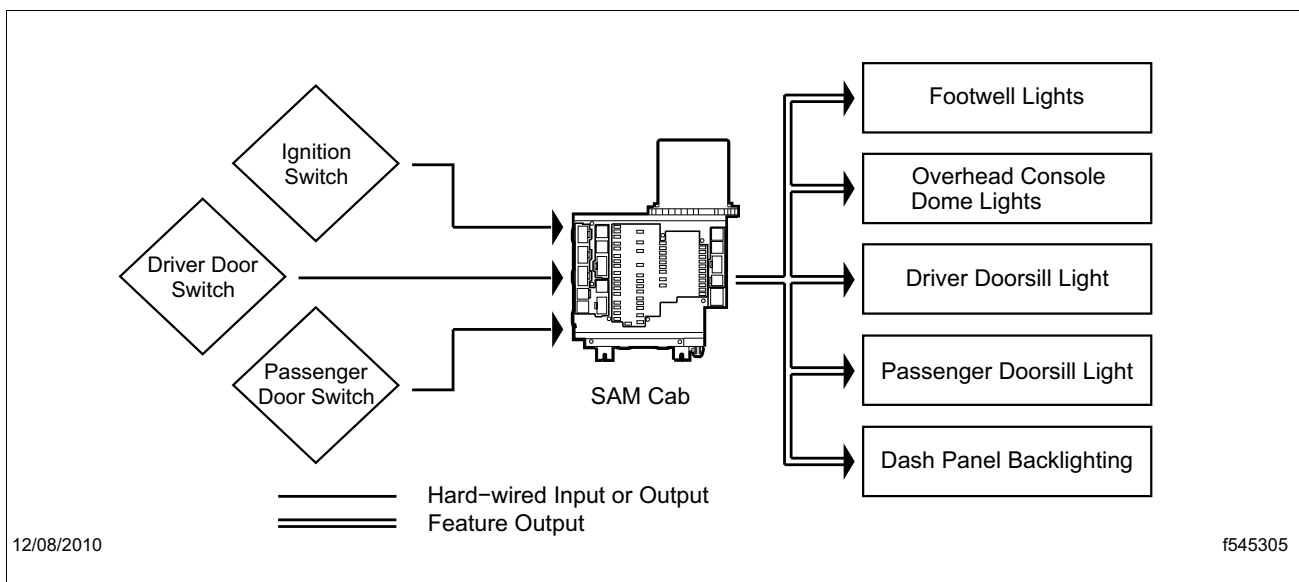 Ignition
Switch
Driver Door
Switch
Passenger
Door Switch
SAM Cab
Footwell Lights
Overhead Console
Dome Lights
Driver Doorsill Light
Passenger Doorsill Light
Dash Panel Backlighting
Hard−wired Input or Output
Feature Output
12/08/2010
f545305